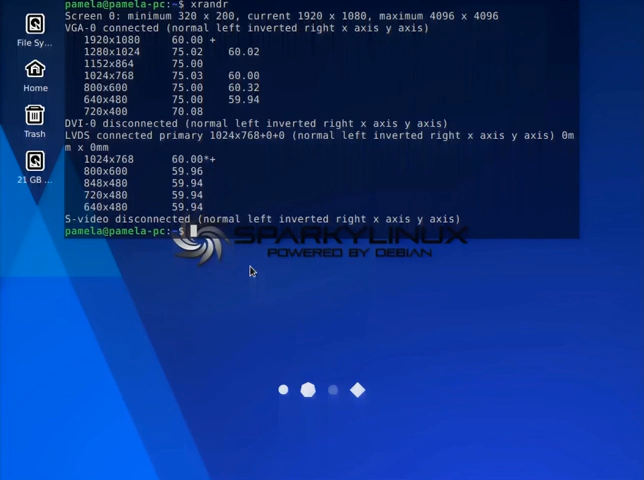 pamela@pamela-pc:~$ xrandr
Screen 0: minimum 320 x 200, current 1920 x 1080, maximum 4096 x 4096
VGA-0 connected (normal left inverted right x axis y axis)
1920x1080 60.00 +
1280x1024 75.02 60.02
1152x864 75.00
1024x768 75.03 60.00
800x600 75.00 60.32
640x480 75.00 59.94
720x400 70.08
DVI-0 disconnected (normal left inverted right x axis y axis)
LVDS connected primary 1024x768+0+0 (normal left inverted right x axis y axis) 0m
m x 0mm
1024x768 60.00*+
800x600 59.96
848x480 59.94
720x480 59.94
640x480 59.94
S-video disconnected (normal left inverted right x axis y axis)
pamela@pamela-pc:~$
File Sy...
Home
Trash
21 GB ...
SPARKYLINUX
POWERED BY DEBIAN